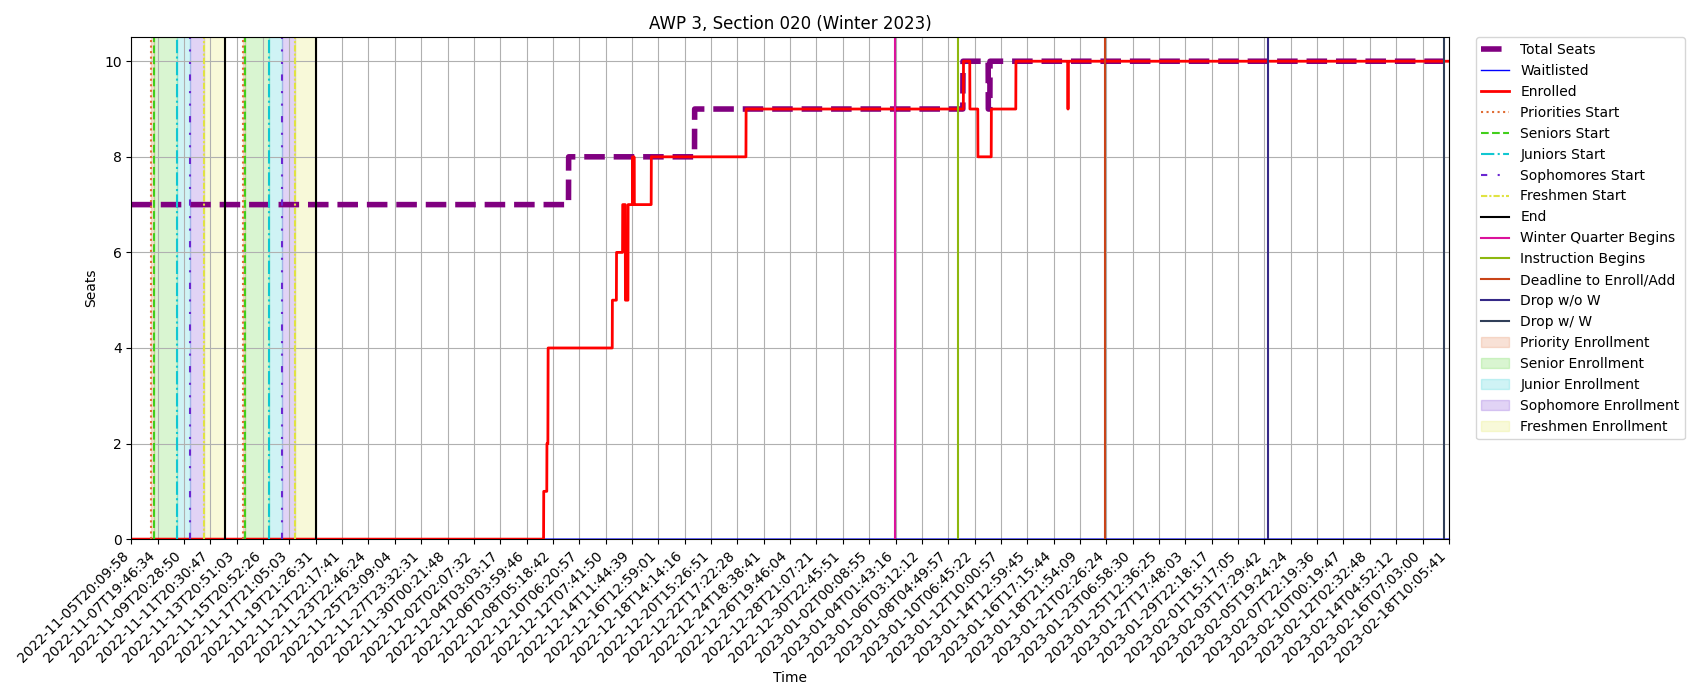 AWP 3, Section 020 (Winter 2023)
10
8
6
4
2
0
Seats
2022-11-05T20:09:58
2022-11-07T19:46:34
2022-11-09T20:28:50
2022-11-11T20:30:47
2022-11-13T20:51:03
2022-11-15T20:52:26
2022-11-17T21:05:03
2022-11-19T21:26:31
2022-11-21T22:17:41
2022-11-23T22:46:24
2022-11-25T23:09:04
2022-11-27T23:32:31
2022-11-30T00:21:48
2022-12-02T02:07:32
2022-12-04T03:03:17
2022-12-06T03:59:46
2022-12-08T05:18:42
2022-12-10T06:20:57
2022-12-12T07:41:50
2022-12-14T11:44:39
2022-12-16T12:59:01
2022-12-18T14:14:16
2022-12-20T15:26:51
2022-12-22T17:22:28
2022-12-24T18:38:41
2022-12-26T19:46:04
2022-12-28T21:07:21
2022-12-30T22:45:51
2023-01-02T00:08:55
2023-01-04T01:43:16
2023-01-06T03:12:12
2023-01-08T04:49:57
2023-01-10T06:45:22
2023-01-12T10:00:57
2023-01-14T12:59:45
2023-01-16T17:15:44
2023-01-18T21:54:09
2023-01-21T02:26:24
2023-01-23T06:58:30
2023-01-25T12:36:25
2023-01-27T17:48:03
2023-01-29T22:18:17
2023-02-01T15:17:05
2023-02-03T17:29:42
2023-02-05T19:24:24
2023-02-07T22:19:36
2023-02-10T00:19:47
2023-02-12T02:32:48
2023-02-14T04:52:12
2023-02-16T07:03:00
2023-02-18T10:05:41
Time
Total Seats
Waitlisted
Enrolled
Priorities Start
Seniors Start
Juniors Start
Sophomores Start
Freshmen Start
End
Winter Quarter Begins
Instruction Begins
Deadline to Enroll/Add
Drop w/o W
Drop w/ W
Priority Enrollment
Senior Enrollment
Junior Enrollment
Sophomore Enrollment
Freshmen Enrollment